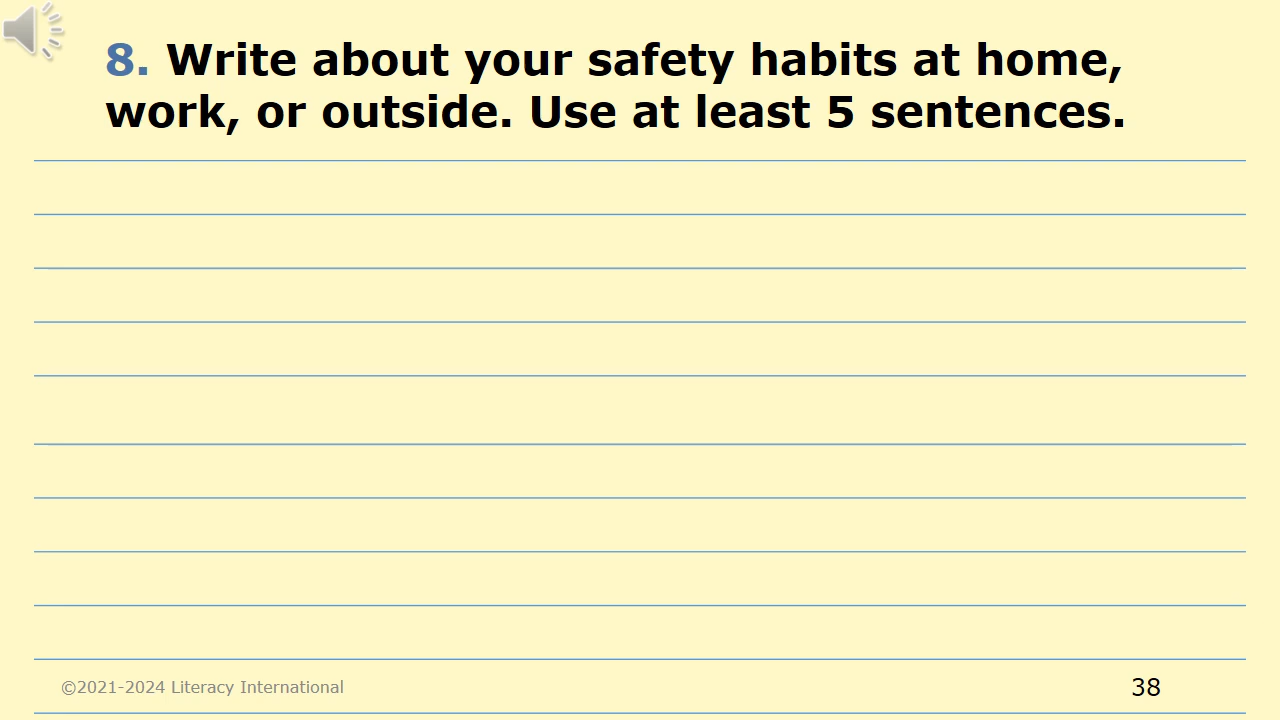 8. Write about your safety habits at home,
work, or outside. Use at least 5 sentences.
©2021-2024 Literacy International
38